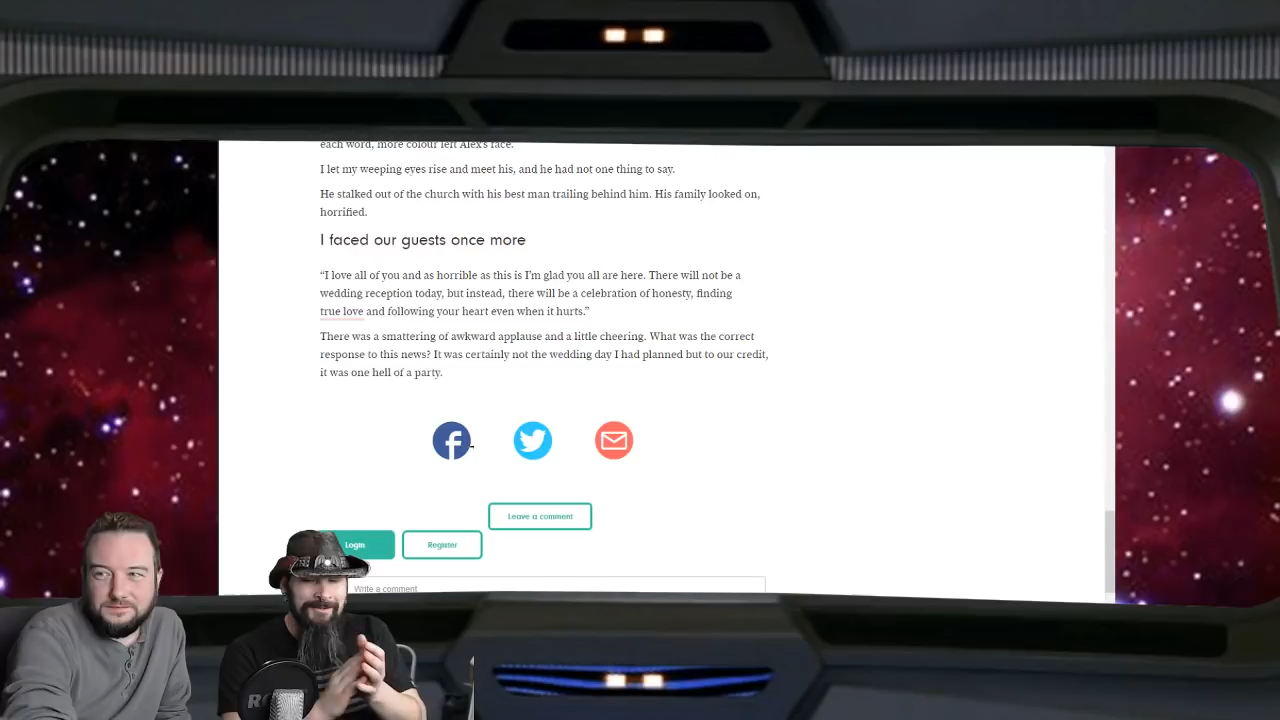 each word, more colour left Alex's face.
I let my weeping eyes rise and meet his, and he had not one thing to say.
He stalked out of the church with his best man trailing behind him. His family looked on,
horrified.
I faced our guests once more
“I love all of you and as horrible as this is I'm glad you all are here. There will not be a
wedding reception today, but instead, there will be a celebration of honesty, finding
true love and following your heart even when it hurts.”
There was a smattering of awkward applause and a little cheering. What was the correct
response to this news? It was certainly not the wedding day I had planned but to our credit,
it was one hell of a party.
Leave a comment
Login Register
Write a comment